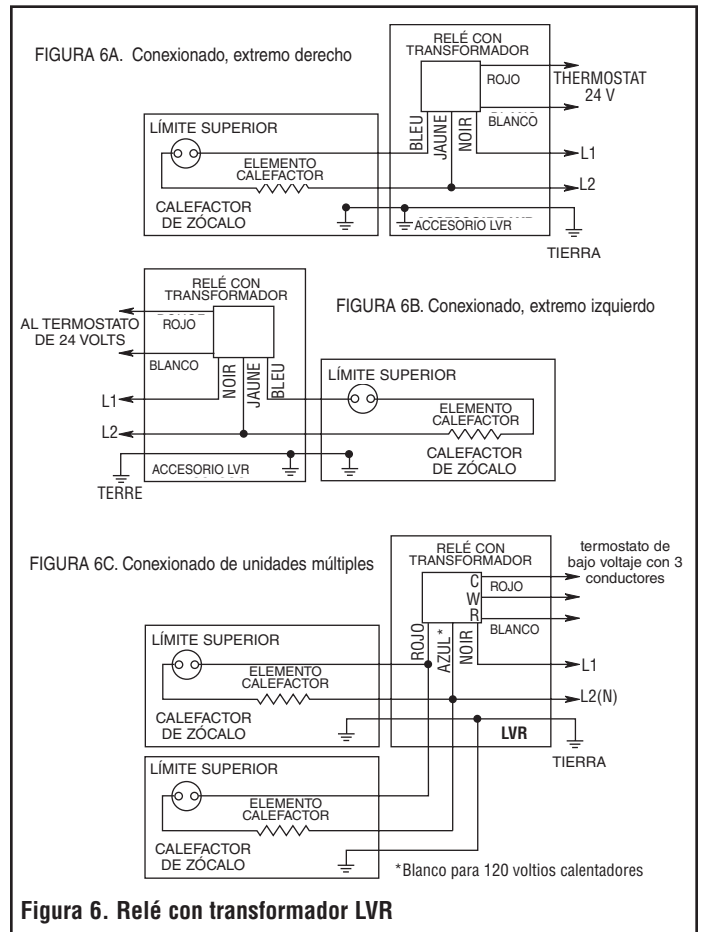 FIGURA 6A. Conexionado, extremo derecho
RELÉ CON
TRANSFORMADOR
ROJO
THERMOSTAT
24 V
BLANCO
BLEU
JAUNE
NOIR
L1
L2
LÍMITE SUPERIOR
ELEMENTO
CALEFACTOR
CALEFACTOR
DE ZÓCALO
ACCESORIO LVR
TIERRA
RELÉ CON
TRANSFORMADOR
FIGURA 6B. Conexionado, extremo izquierdo
AL TERMOSTATO
DE 24 VOLTS
ROJO
BLANCO
NOIR
JAUNE
BLEU
L1
L2
LÍMITE SUPERIOR
ELEMENTO
CALEFACTOR
CALEFACTOR
DE ZÓCALO
ACCESORIO LVR
TERRE
FIGURA 6C. Conexionado de unidades múltiples
RELÉ CON
TRANSFORMADOR
termostato de
bajo voltaje con 3
conductores
C
ROJO
W
R
BLANCO
ROJO
AZUL*
NOIR
L1
L2(N)
LÍMITE SUPERIOR
ELEMENTO
CALEFACTOR
CALEFACTOR
DE ZÓCALO
LVR
TIERRA
LÍMITE SUPERIOR
ELEMENTO
CALEFACTOR
CALEFACTOR
DE ZÓCALO
*Blanco para 120 voltios calentadores
Figura 6. Relé con transformador LVR